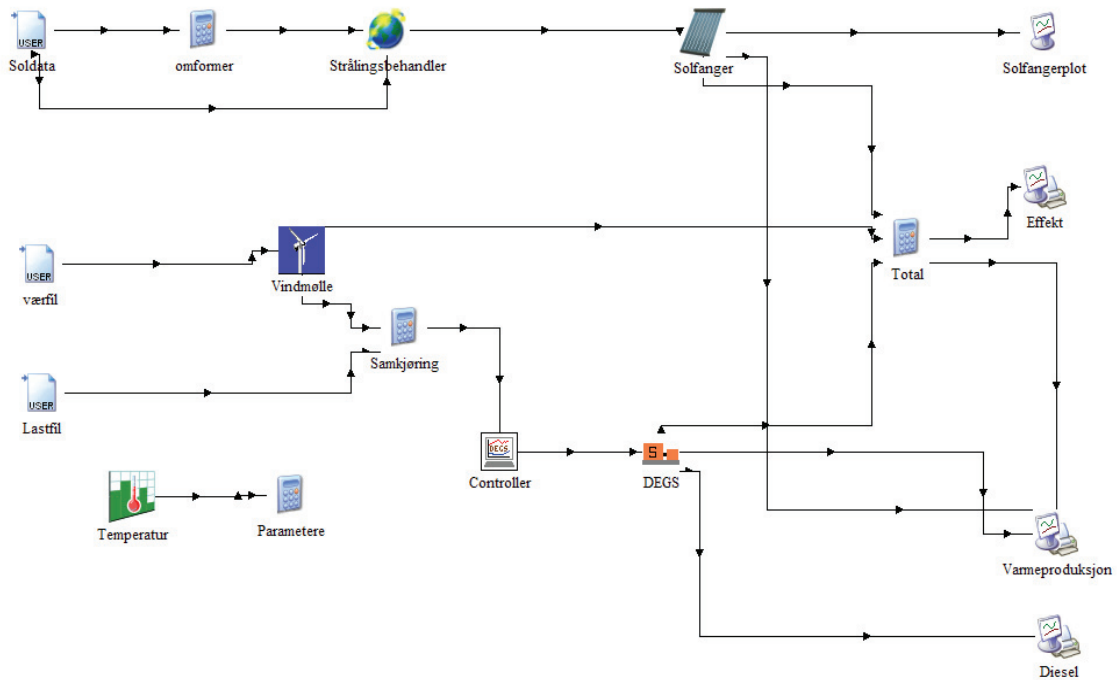 USER
Soldata
omformer
Strålingsbehandler
Solfanger
Solfangerplot
Effekt
USER
værfil
Vindmølle
Total
Samkjøring
USER
Lastfil
DEGS
Controller
S
DEGS
Temperatur
Parametere
Varmeproduksjon
Diesel